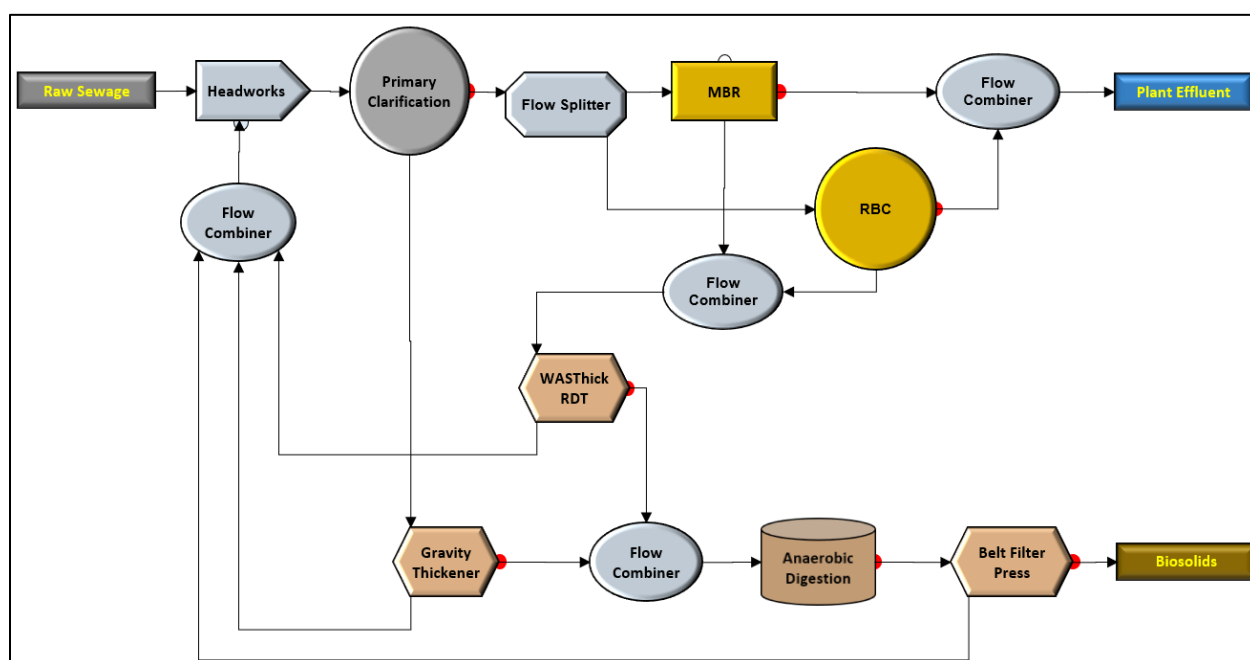 Raw Sewage
Headworks
Primary
Clarification
Flow Splitter
MBR
Flow
Combiner
Plant Effluent
Flow
Combiner
RBC
Flow
Combiner
WASThick
RDT
Gravity
Thickener
Flow
Combiner
Anaerobic
Digestion
Belt Filter
Press
Biosolids